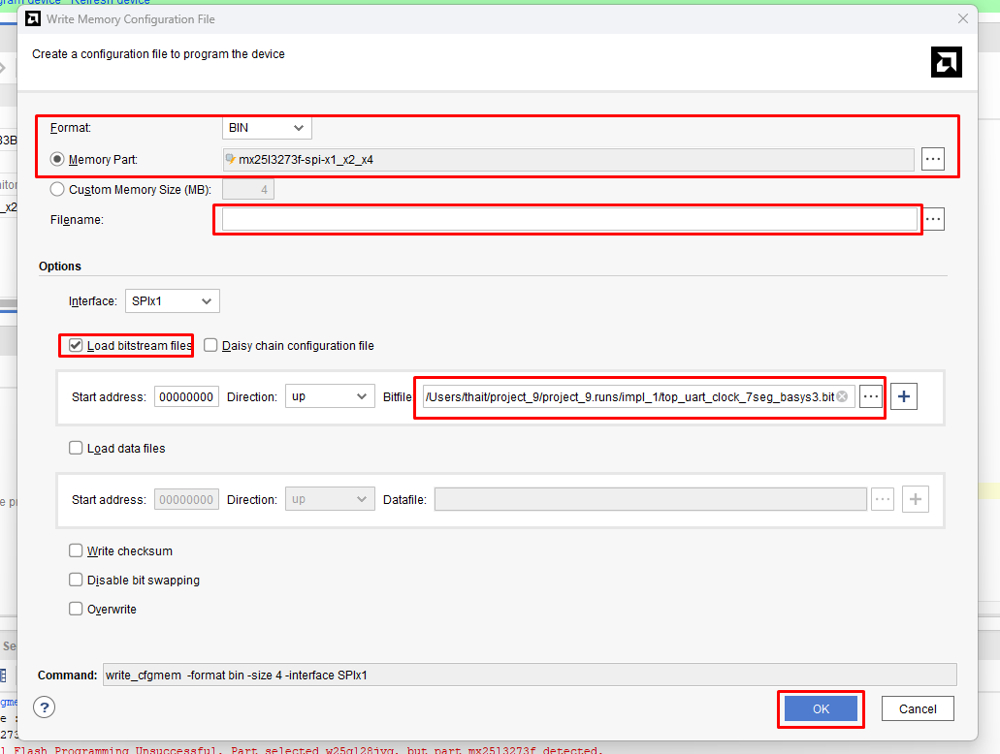 Refresh device
Write Memory Configuration File
Create a configuration file to program the device
Format: BIN
Memory Part: mx25l3273f-spi-x1_x2_x4 ...
Custom Memory Size (MB): 4
Filename: ...
Options
Interface: SPIx1
Load bitstream files Daisy chain configuration file
Start address: 00000000 Direction: up Bitfile /Users/thait/project_9/project_9.runs/impl_1/top_uart_clock_7seg_basys3.bit ... +
Load data files
Start address: 00000000 Direction: up Datafile: ... +
Write checksum
Disable bit swapping
Overwrite
Se
Command: write_cfgmem -format bin -size 4 -interface SPIx1
? OK Cancel
Flash Programming Unsuccessful. Part selected w25q128jvq, but part mx25l3273f detected.